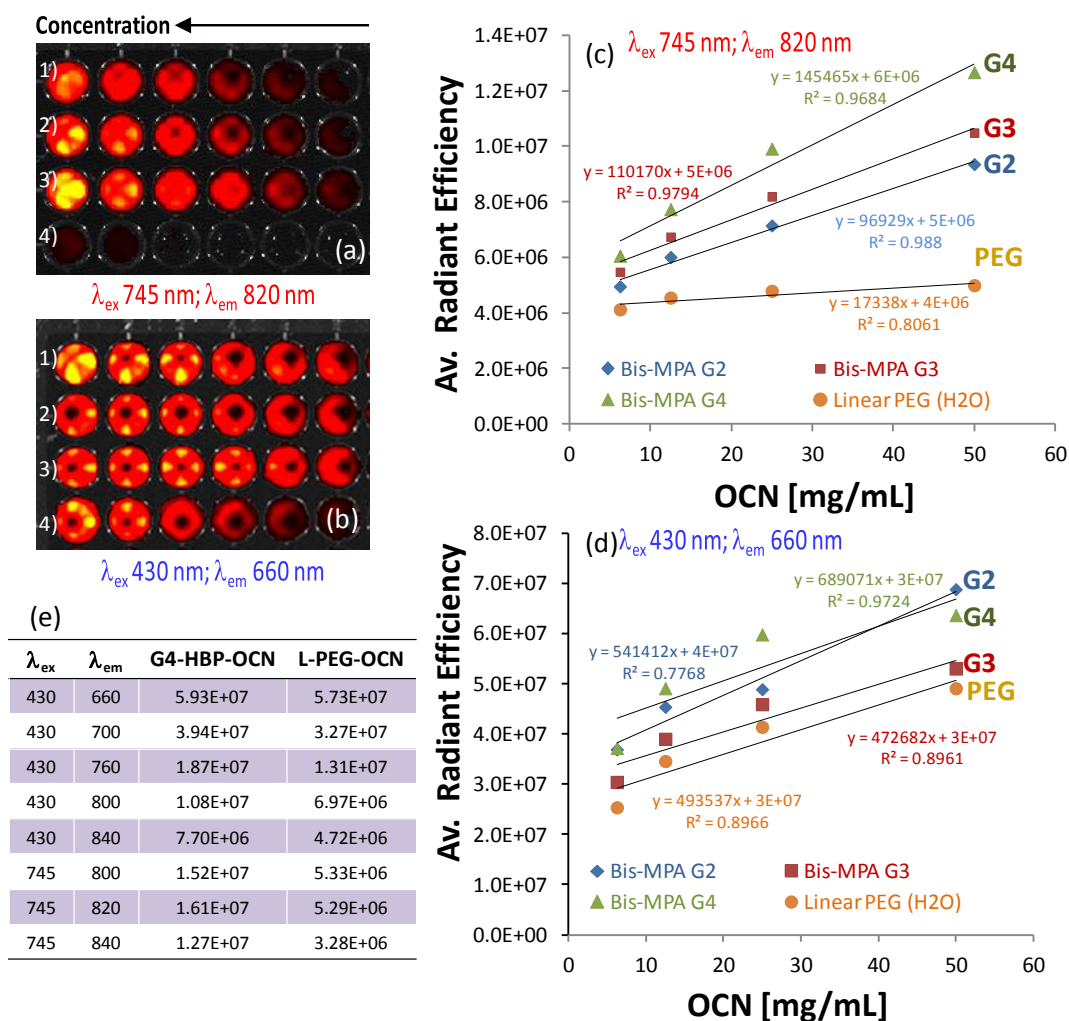 Concentration
1)
2)
3)
4)
(a)
λex 745 nm; λem 820 nm
1)
2)
3)
4)
(b)
λex 430 nm; λem 660 nm
(e)
λex λem G4-HBP-OCN L-PEG-OCN
430 660 5.93E+07 5.73E+07
430 700 3.94E+07 3.27E+07
430 760 1.87E+07 1.31E+07
430 800 1.08E+07 6.97E+06
430 840 7.70E+06 4.72E+06
745 800 1.52E+07 5.33E+06
745 820 1.61E+07 5.29E+06
745 840 1.27E+07 3.28E+06
(c) λex 745 nm; λem 820 nm
Av. Radiant Efficiency
1.4E+07
1.2E+07
1.0E+07
8.0E+06
6.0E+06
4.0E+06
2.0E+06
0.0E+00
G4
y = 145465x + 6E+06
R² = 0.9684
G3
y = 110170x + 5E+06
R² = 0.9794
G2
y = 96929x + 5E+06
R² = 0.988
PEG
y = 17338x + 4E+06
R² = 0.8061
Bis-MPA G2 Bis-MPA G3
Bis-MPA G4 Linear PEG (H2O)
0 10 20 30 40 50 60
OCN [mg/mL]
(d) λex 430 nm; λem 660 nm
Av. Radiant Efficiency
8.0E+07
7.0E+07
6.0E+07
5.0E+07
4.0E+07
3.0E+07
2.0E+07
1.0E+07
0.0E+00
y = 689071x + 3E+07
R² = 0.9724
G2
G4
y = 541412x + 4E+07
R² = 0.7768
G3
PEG
y = 472682x + 3E+07
R² = 0.8961
y = 493537x + 3E+07
R² = 0.8966
Bis-MPA G2 Bis-MPA G3
Bis-MPA G4 Linear PEG (H2O)
0 10 20 30 40 50 60
OCN [mg/mL]